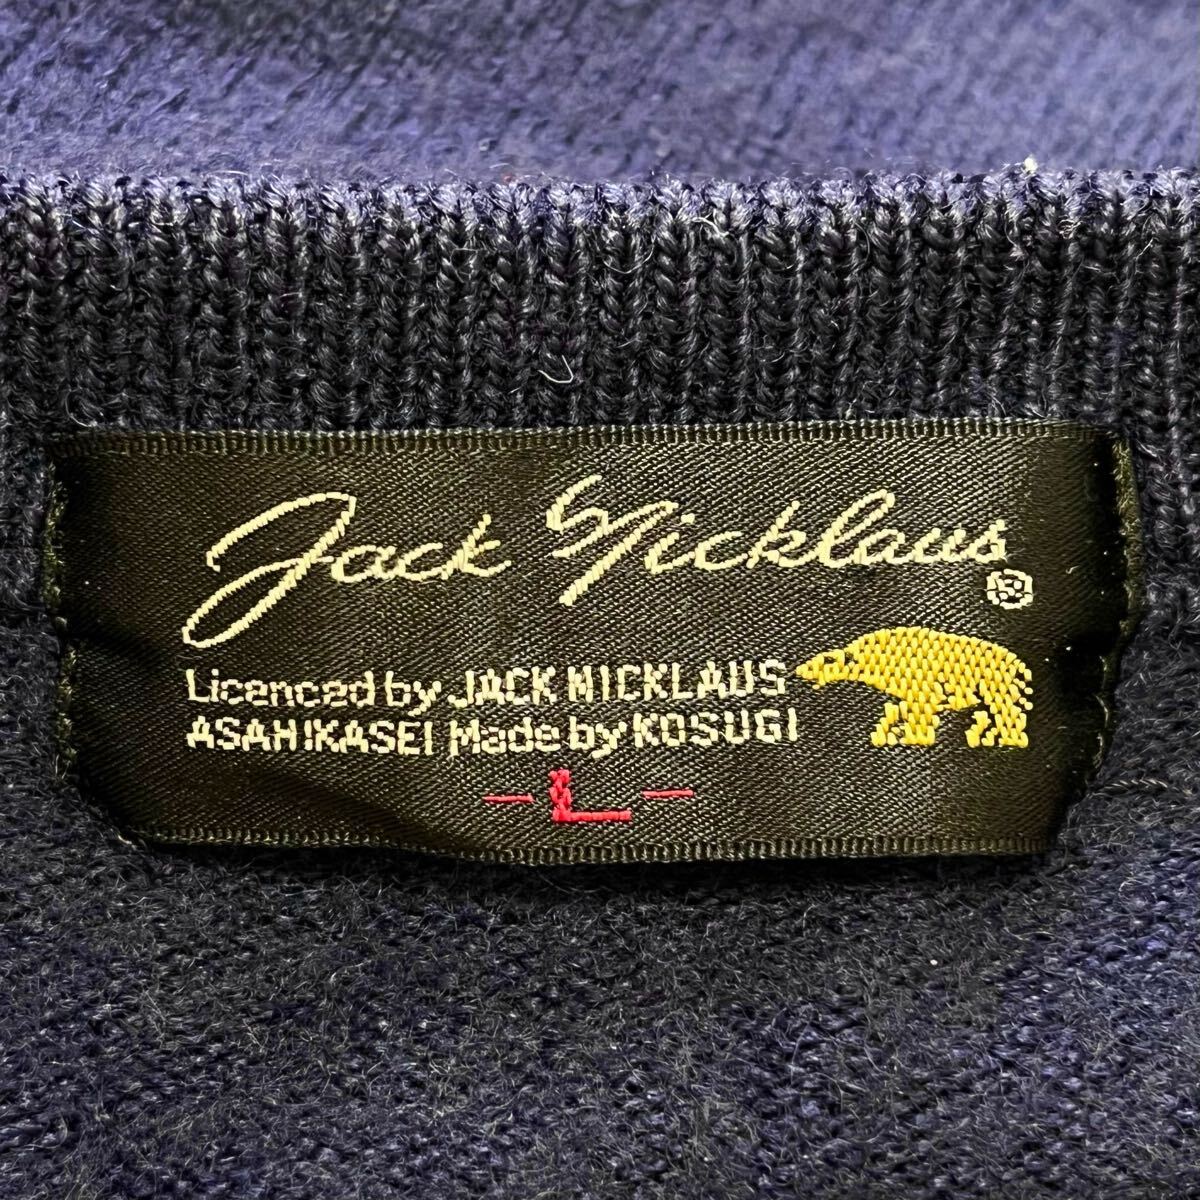 Jack Nicklaus
®
Licenced by JACK NICKLAUS
ASAHIKASEI Made by KOSUGI
- L -